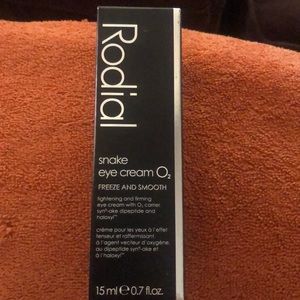 Rodial
snake
eye cream O₂
FREEZE AND SMOOTH
tightening and firming
eye cream with O₂ carrier,
syn®-ake dipeptide and
haloxyl™
crème pour les yeux à l'effet
tenseur et raffermissant
à l'agent vecteur d'oxygène,
au dipeptide syn®-ake et
à l'haloxyl™
15 ml ℮ 0.7 fl.oz.